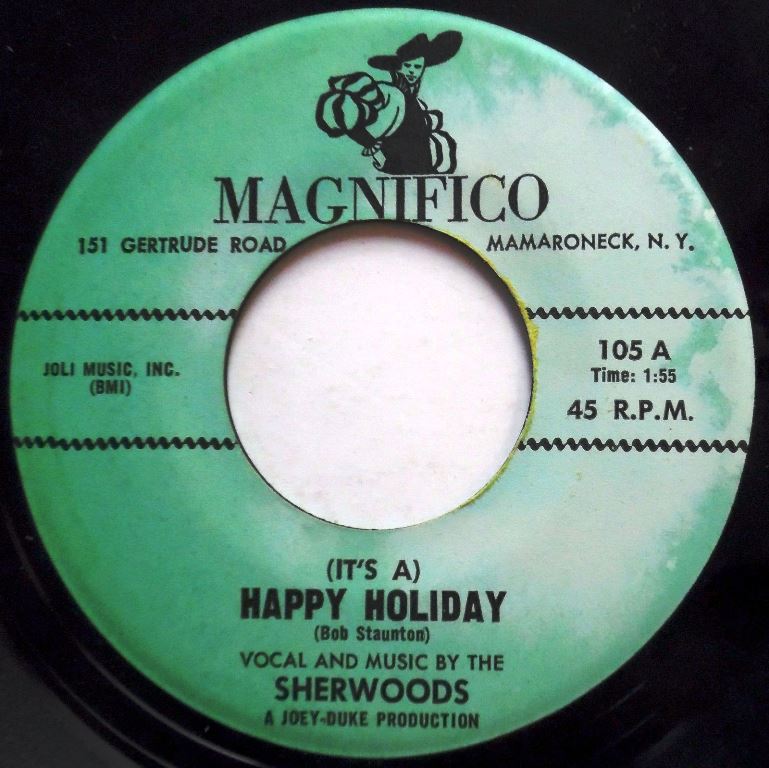 MAGNIFICO
151 GERTRUDE ROAD MAMARONECK, N. Y.
JOLI MUSIC, INC.
(BMI)
105 A
Time: 1:55
45 R.P.M.
(IT'S A)
HAPPY HOLIDAY
(Bob Staunton)
VOCAL AND MUSIC BY THE
SHERWOODS
A JOEY-DUKE PRODUCTION